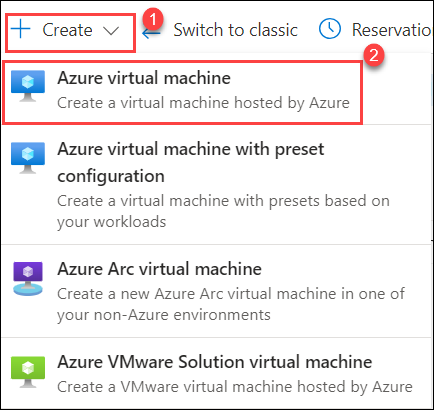 + Create 1 Switch to classic Reservatio
2
Azure virtual machine
Create a virtual machine hosted by Azure
Azure virtual machine with preset
configuration
Create a virtual machine with presets based on
your workloads
Azure Arc virtual machine
Create a new Azure Arc virtual machine in one of
your non-Azure environments
Azure VMware Solution virtual machine
Create a VMware virtual machine hosted by Azure